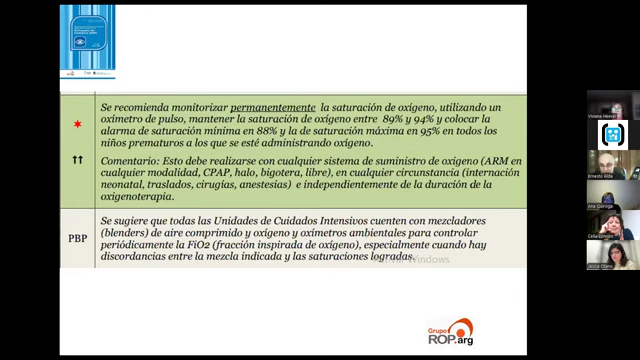 Se recomienda monitorizar permanentemente la saturación de oxígeno, utilizando un
oxímetro de pulso, mantener la saturación de oxígeno entre 89% y 94% y colocar la
alarma de saturación mínima en 88% y la de saturación máxima en 95% en todos los
niños prematuros a los que se esté administrando oxígeno.
Comentario: Esto debe realizarse con cualquier sistema de suministro de oxigeno (ARM en
cualquier modalidad, CPAP, halo, bigotera, libre), en cualquier circunstancia (internación
neonatal, traslados, cirugías, anestesias) e independientemente de la duración de la
oxigenoterapia.
PBP
Se sugiere que todas las Unidades de Cuidados Intensivos cuenten con mezcladores
(blenders) de aire comprimido y oxígeno y oxímetros ambientales para controlar
periódicamente la FiO2 (fracción inspirada de oxígeno), especialmente cuando hay
discordancias entre la mezcla indicada y las saturaciones logradas.
Windows
Grupo
ROP.arg
Ernesto Alda
Ana Quiroga